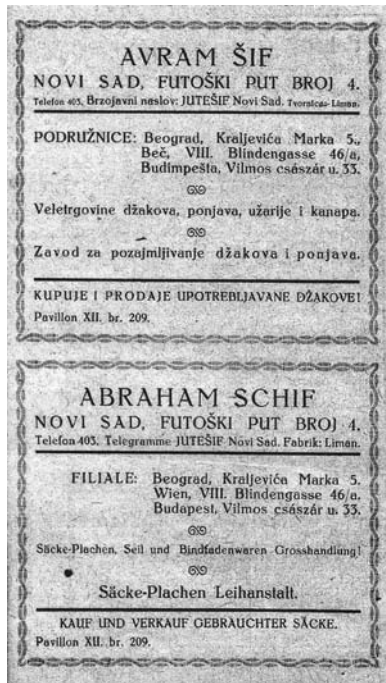 AVRAM ŠIF
NOVI SAD, FUTOŠKI PUT BROJ 4.
Telefon 403, Brzojavni naslov: JUTEŠIF Novi Sad. Tvornica: Liman.
PODRUŽNICE: Beograd, Kraljevića Marka 5.,
Beč, VIII. Blindengasse 46/a,
Budimpešta, Vilmos császár u. 33.
Veletrgovine džakova, ponjava, užarije i kanapa.
Zavod za pozajmljivanje džakova i ponjava.
KUPUJE I PRODAJE UPOTREBLJAVANE DŽAKOVE!
Pavillon XII. br. 209.
ABRAHAM SCHIF
NOVI SAD, FUTOŠKI PUT BROJ 4.
Telefon 403, Telegramme JUTEŠIF Novi Sad. Fabrik: Liman.
FILIALE: Beograd, Kraljevića Marka 5.
Wien, VIII. Blindengasse 46/a,
Budapest, Vilmos császár u. 33.
Säcke-Plachen, Seil und Bindfadenwaren Grosshandlung!
Säcke-Plachen Leihanstalt.
KAUF UND VERKAUF GEBRAUCHTER SÄCKE.
Pavillon XII. br. 209.